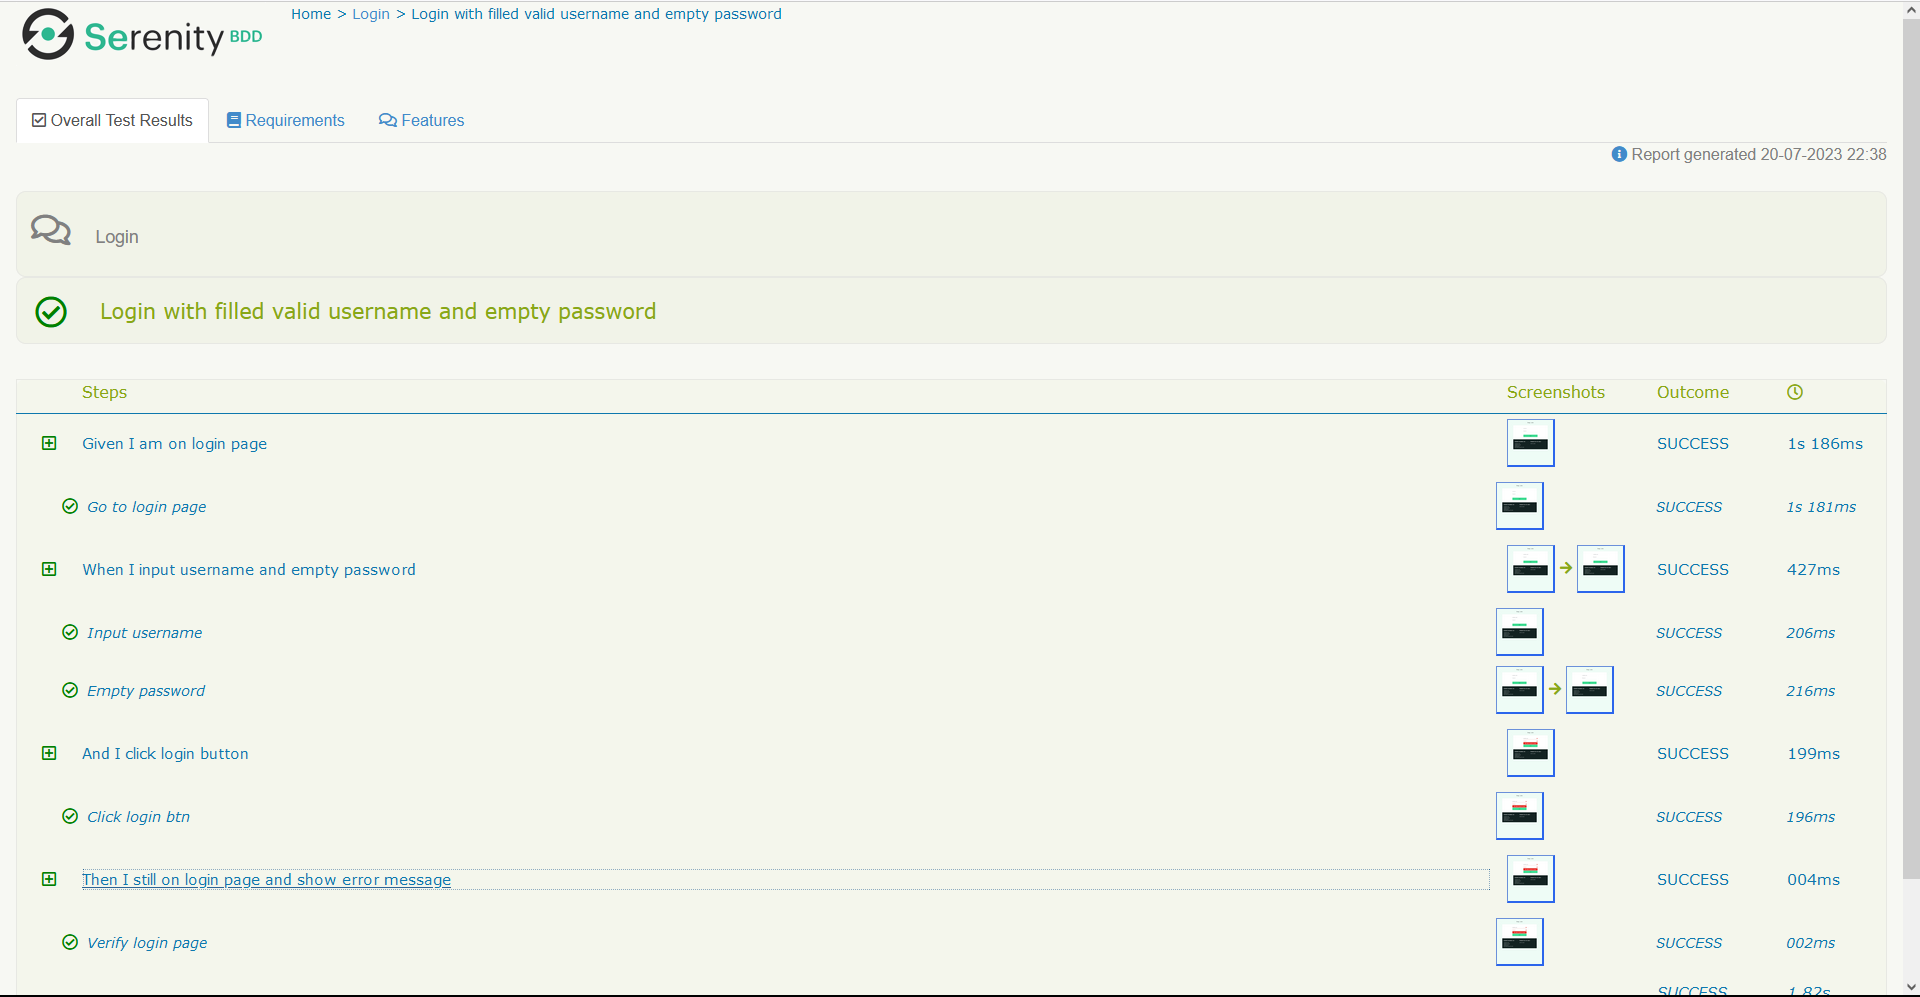 Home > Login > Login with filled valid username and empty password
Serenity BDD
Overall Test Results Requirements Features
Report generated 20-07-2023 22:38
Login
Login with filled valid username and empty password
Steps Screenshots Outcome
Given I am on login page SUCCESS 1s 186ms
Go to login page SUCCESS 1s 181ms
When I input username and empty password SUCCESS 427ms
Input username SUCCESS 206ms
Empty password SUCCESS 216ms
And I click login button SUCCESS 199ms
Click login btn SUCCESS 196ms
Then I still on login page and show error message SUCCESS 004ms
Verify login page SUCCESS 002ms
SUCCESS 1.82s